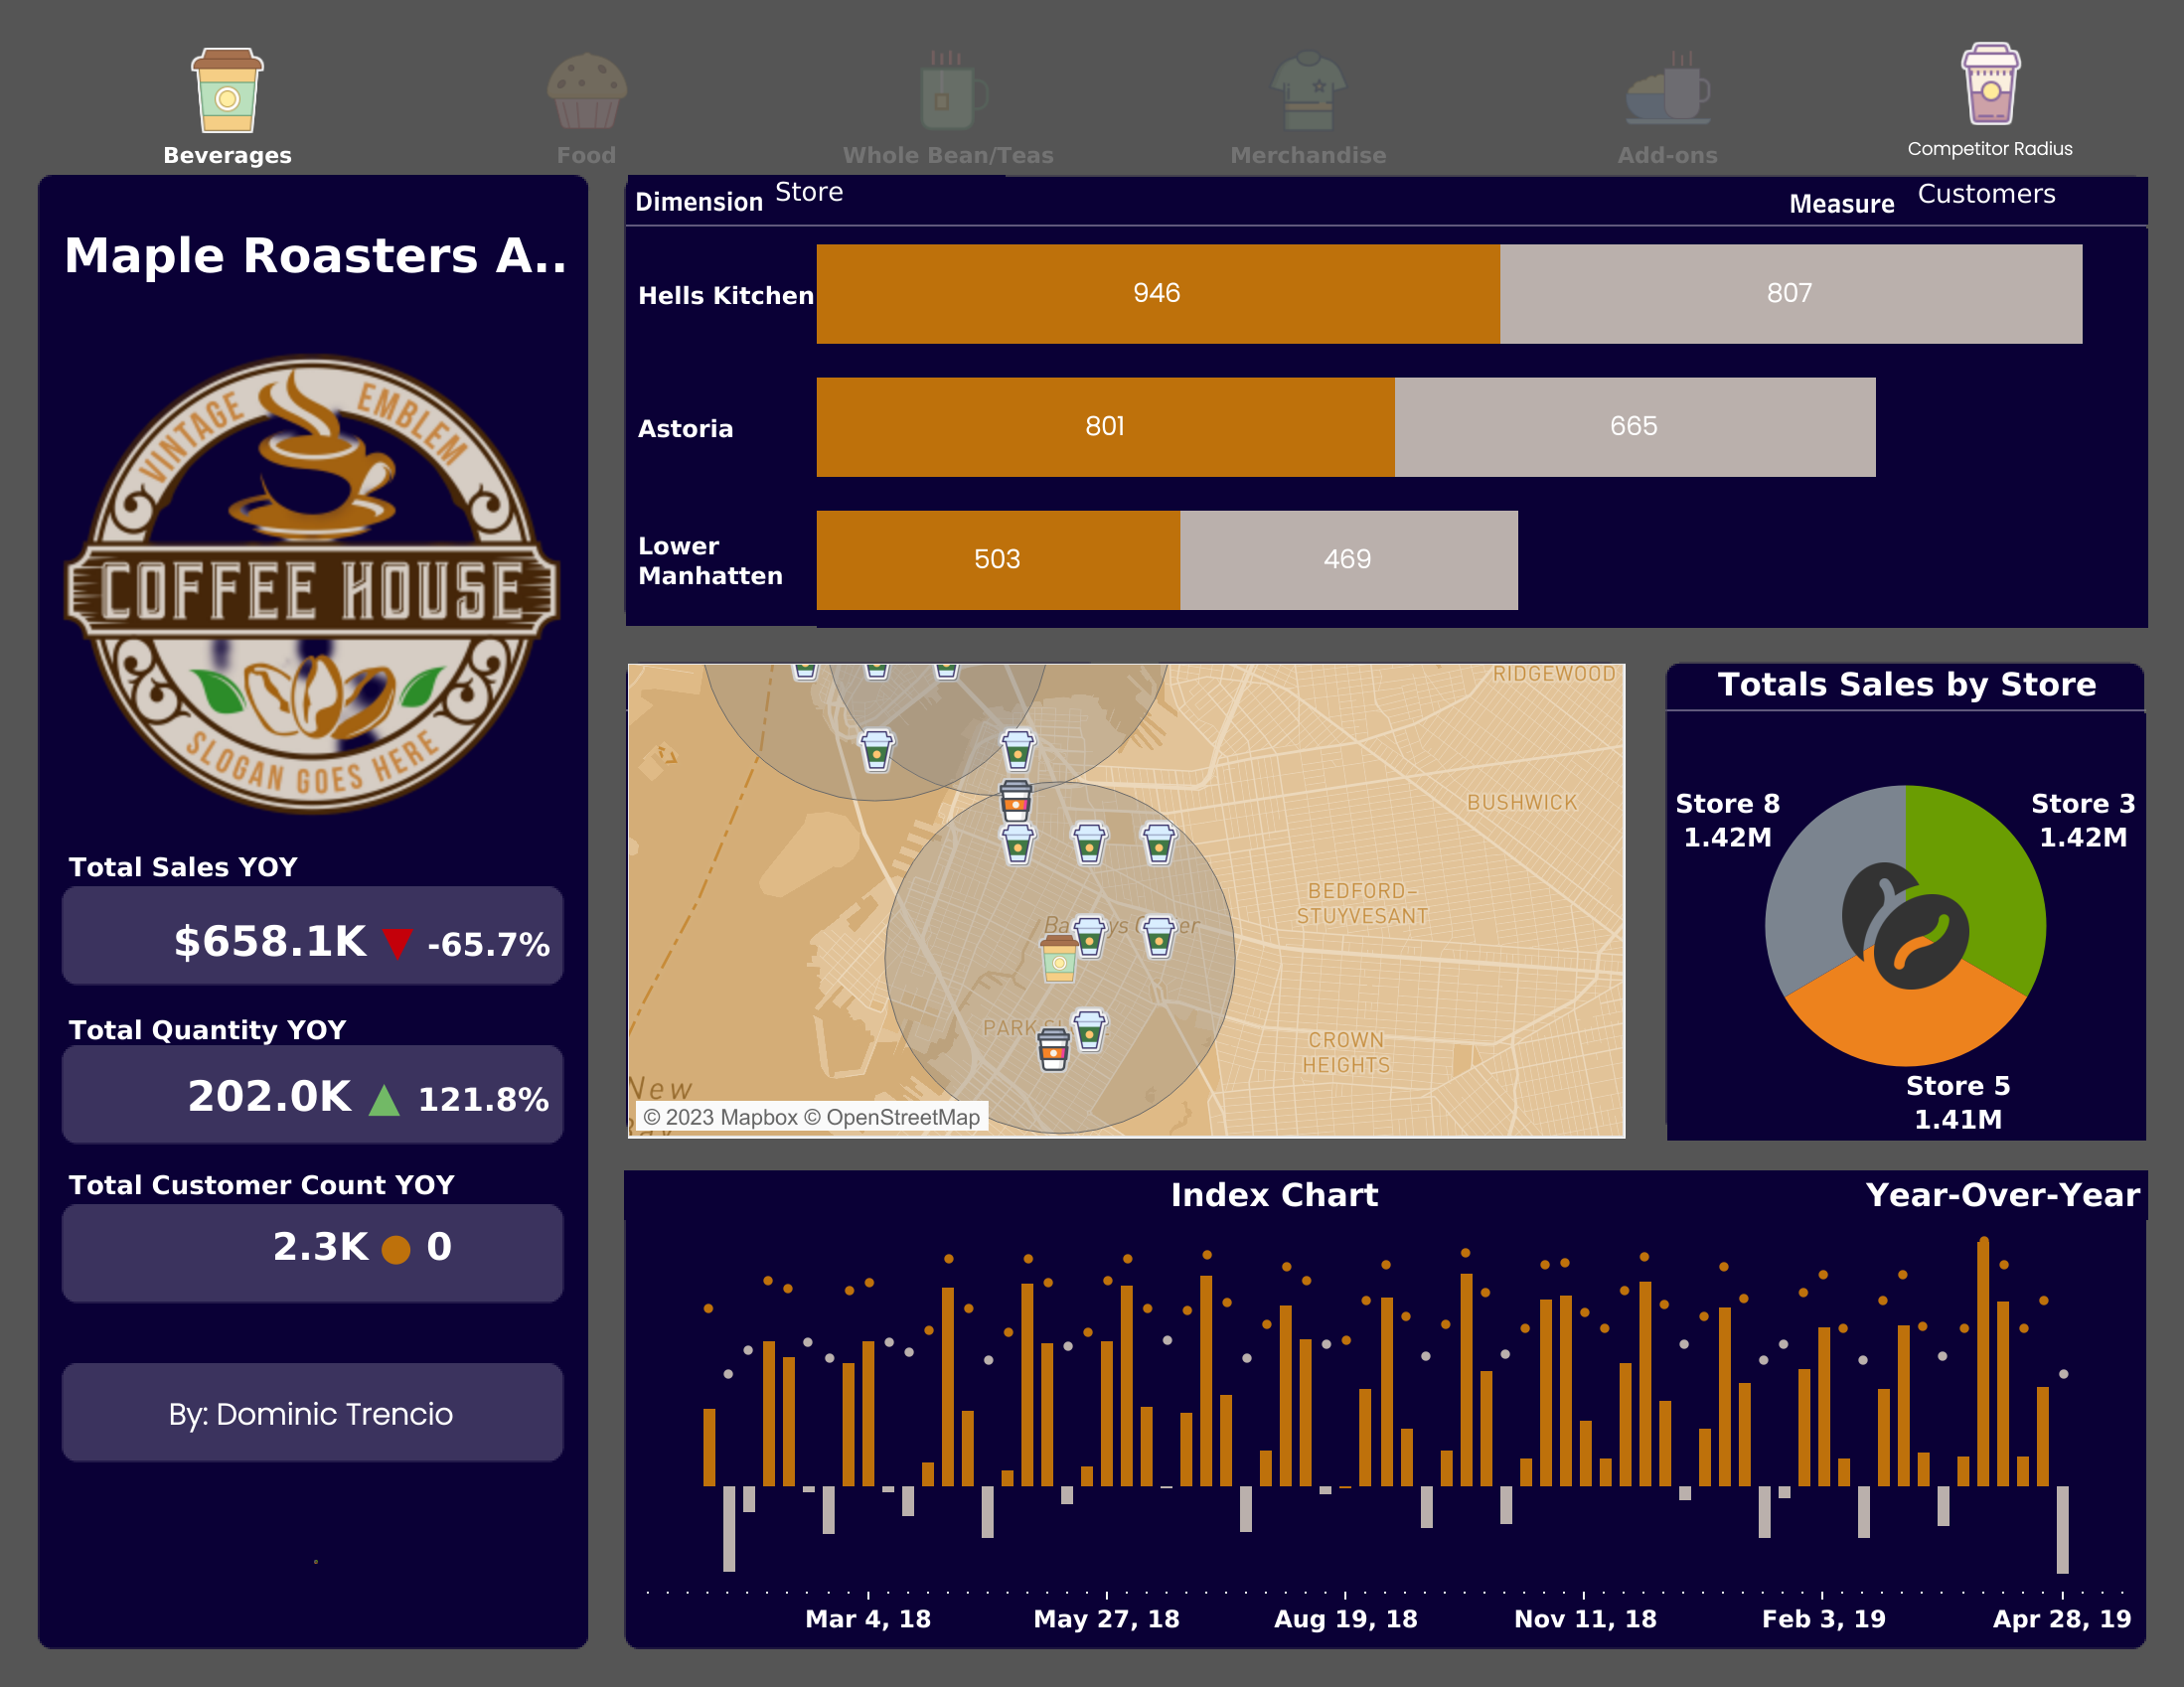 Beverages
Food
Whole Bean/Teas
Merchandise
Add-ons
Competitor Radius
Maple Roasters A..
VINTAGE EMBLEM
COFFEE HOUSE
SLOGAN GOES HERE
Total Sales YOY
$658.1K ▼ -65.7%
Total Quantity YOY
202.0K ▲ 121.8%
Total Customer Count YOY
2.3K 0
By: Dominic Trencio
Dimension Store
Measure Customers
Hells Kitchen 946 807
Astoria 801 665
Lower
Manhatten
503 469
RIDGEWOOD
BUSHWICK
BEDFORD-
STUYVESANT
CROWN
HEIGHTS
New
© 2023 Mapbox © OpenStreetMap
Totals Sales by Store
Store 8
1.42M
Store 3
1.42M
Store 5
1.41M
Index Chart
Year-Over-Year
Mar 4, 18
May 27, 18
Aug 19, 18
Nov 11, 18
Feb 3, 19
Apr 28, 19